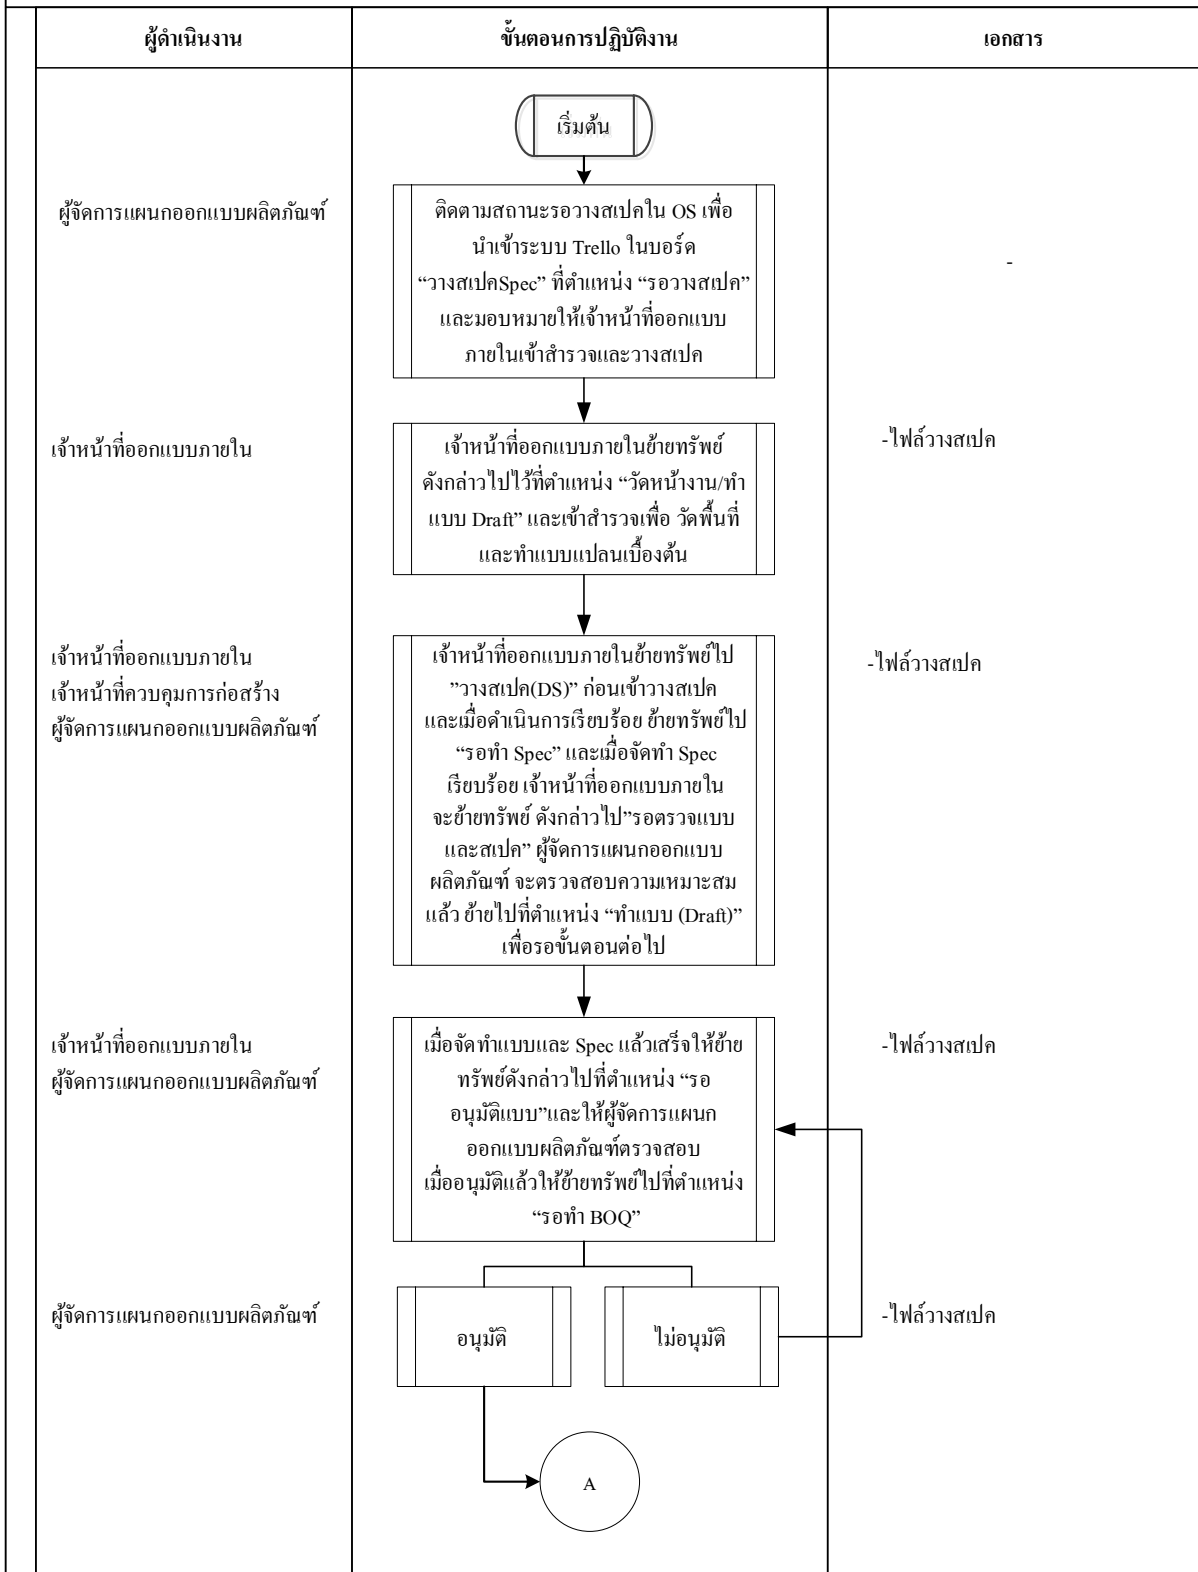 ผู้ดำเนินงาน
ขั้นตอนการปฏิบัติงาน
เอกสาร
เริ่มต้น
ผู้จัดการแผนกออกแบบผลิตภัณฑ์
ติดตามสถานะรอวางสเปคใน OS เพื่อ
นำเข้าระบบ Trello ในบอร์ด
“วางสเปคSpec” ที่ตำแหน่ง “รอวางสเปค”
และมอบหมายให้เจ้าหน้าที่ออกแบบ
ภายในเข้าสำรวจและวางสเปค
-
เจ้าหน้าที่ออกแบบภายใน
เจ้าหน้าที่ออกแบบภายในย้ายทรัพย์
ดังกล่าวไปไว้ที่ตำแหน่ง “วัดหน้างาน/ทำ
แบบ Draft” และเข้าสำรวจเพื่อ วัดพื้นที่
และทำแบบแปลนเบื้องต้น
-ไฟล์วางสเปค
เจ้าหน้าที่ออกแบบภายใน
เจ้าหน้าที่ควบคุมการก่อสร้าง
ผู้จัดการแผนกออกแบบผลิตภัณฑ์
เจ้าหน้าที่ออกแบบภายในย้ายทรัพย์ไป
”วางสเปค(DS)” ก่อนเข้าวางสเปค
และเมื่อดำเนินการเรียบร้อย ย้ายทรัพย์ไป
“รอทำ Spec” และเมื่อจัดทำ Spec
เรียบร้อย เจ้าหน้าที่ออกแบบภายใน
จะย้ายทรัพย์ ดังกล่าวไป”รอตรวจแบบ
และสเปค” ผู้จัดการแผนกออกแบบ
ผลิตภัณฑ์ จะตรวจสอบความเหมาะสม
แล้ว ย้ายไปที่ตำแหน่ง “ทำแบบ (Draft)”
เพื่อรอขั้นตอนต่อไป
-ไฟล์วางสเปค
เจ้าหน้าที่ออกแบบภายใน
ผู้จัดการแผนกออกแบบผลิตภัณฑ์
เมื่อจัดทำแบบและ Spec แล้วเสร็จให้ย้าย
ทรัพย์ดังกล่าวไปที่ตำแหน่ง “รอ
อนุมัติแบบ”และให้ผู้จัดการแผนก
ออกแบบผลิตภัณฑ์ตรวจสอบ
เมื่ออนุมัติแล้วให้ย้ายทรัพย์ไปที่ตำแหน่ง
“รอทำ BOQ”
-ไฟล์วางสเปค
ผู้จัดการแผนกออกแบบผลิตภัณฑ์
อนุมัติ
ไม่อนุมัติ
-ไฟล์วางสเปค
A